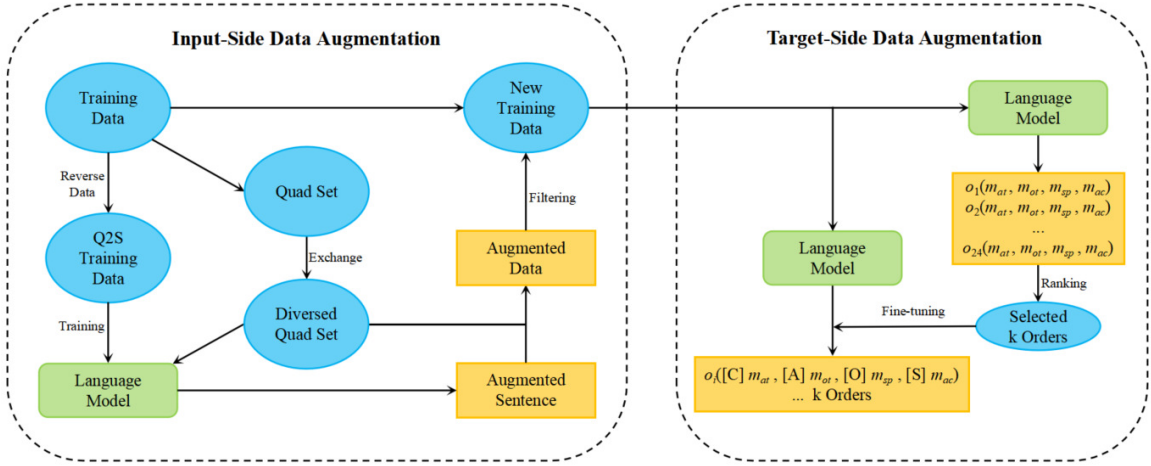 Input-Side Data Augmentation
Training
Data
New
Training
Data
Reverse
Data
Quad Set
Filtering
Q2S
Training
Data
Exchange
Augmented
Data
Training
Diversed
Quad Set
Language
Model
Augmented
Sentence
Target-Side Data Augmentation
Language
Model
o1(mat, mot, msp, mac)
o2(mat, mot, msp, mac)
...
o24(mat, mot, msp, mac)
Language
Model
Ranking
Fine-tuning
Selected
k Orders
oi([C] mat, [A] mot, [O] msp, [S] mac)
... k Orders